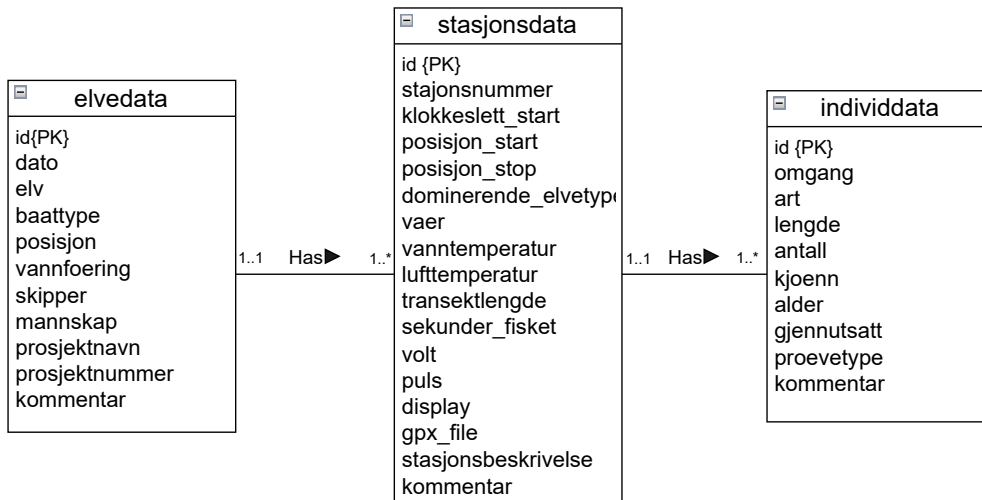 elvedata
id{PK}
dato
elv
baattype
posisjon
vannfoering
skipper
mannskap
prosjektnavn
prosjektnummer
kommentar
1..1 Has 1..*
stasjonsdata
id {PK}
stajonsnummer
klokkeslett_start
posisjon_start
posisjon_stop
dominerende_elvetype
vaer
vanntemperatur
lufttemperatur
transektlengde
sekunder_fisket
volt
puls
display
gpx_file
stasjonsbeskrivelse
kommentar
1..1 Has 1..*
individdata
id {PK}
omgang
art
lengde
antall
kjoenn
alder
gjennutsatt
proevetype
kommentar